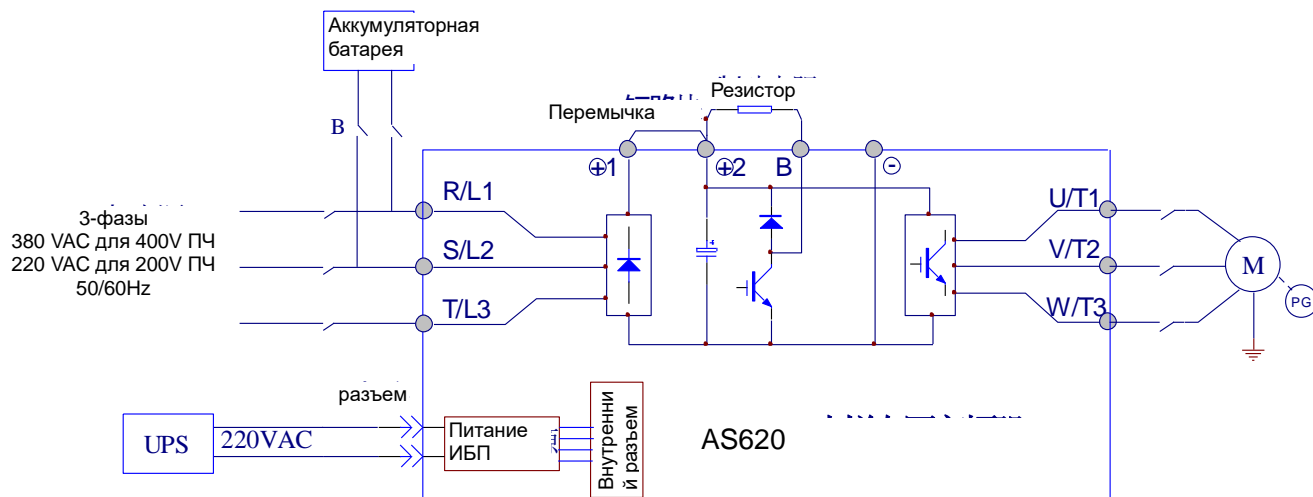 Аккумуляторная
батарея
Резистор
Перемычка
B
⊕1
⊕2
B
⊖
R/L1
S/L2
T/L3
3-фазы
380 VAC для 400V ПЧ
220 VAC для 200V ПЧ
50/60Hz
U/T1
V/T2
W/T3
M
PG
разъем
UPS
220VAC
Питание
ИБП
Внутренни
й разъем
AS620